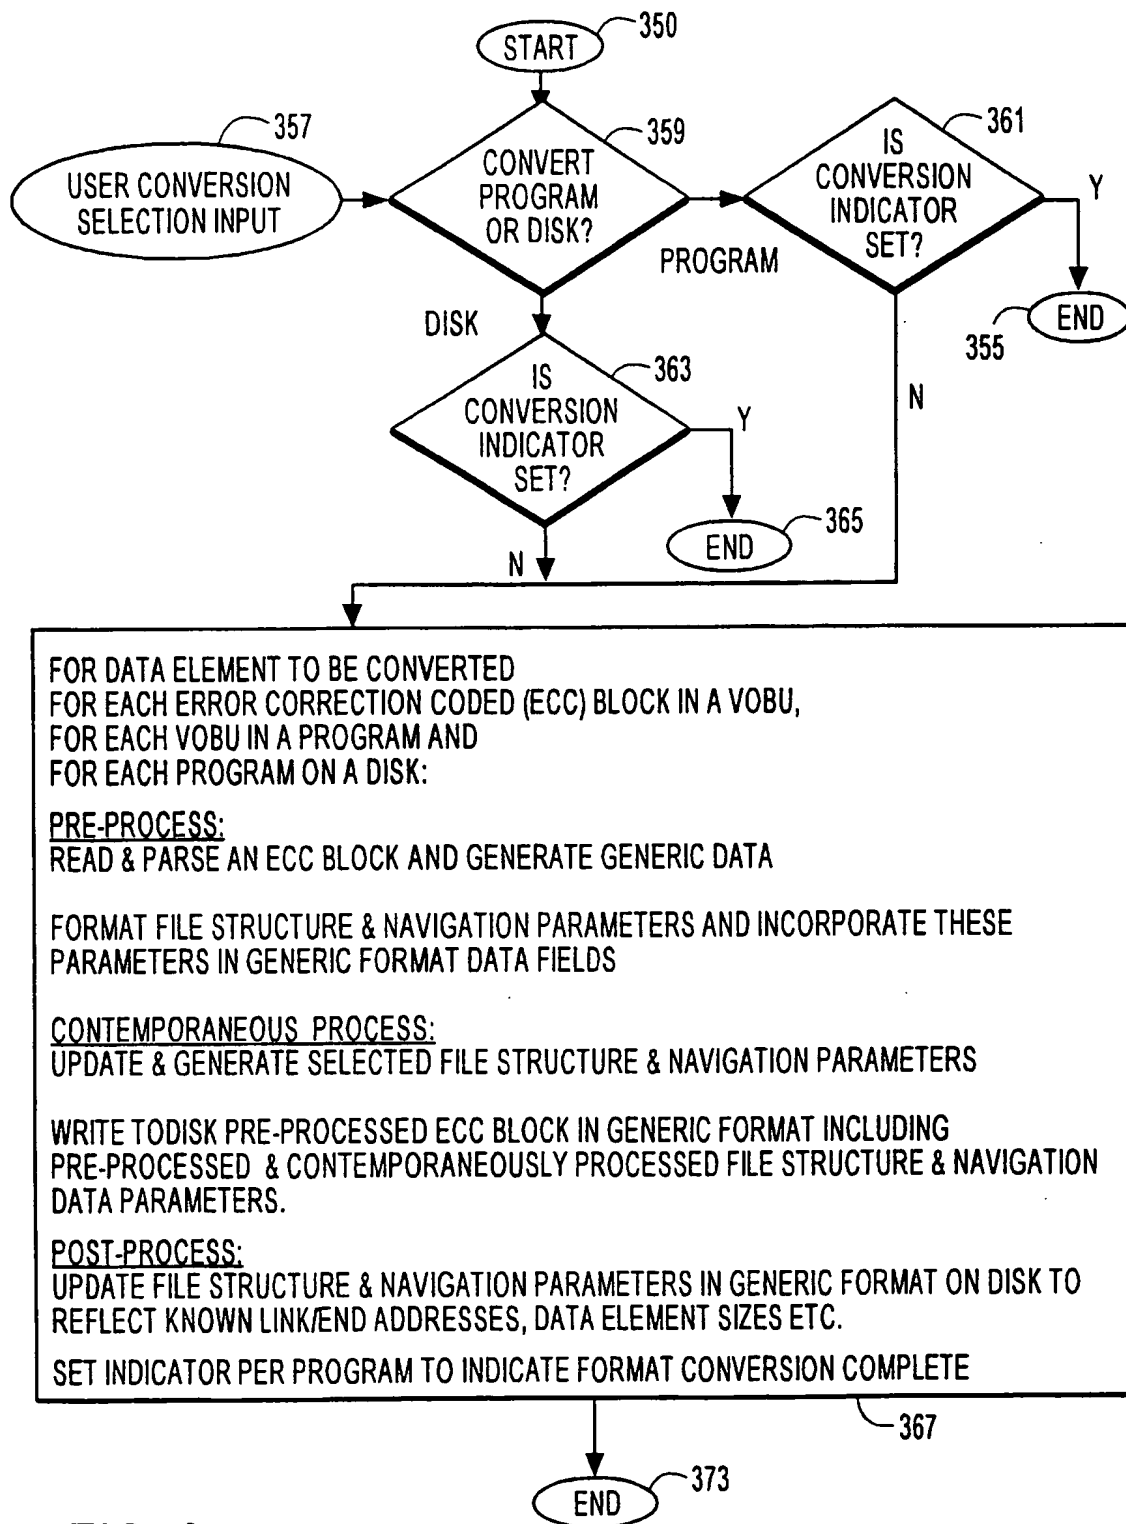 START
350
357
USER CONVERSION
SELECTION INPUT
359
CONVERT
PROGRAM
OR DISK?
361
IS
CONVERSION
INDICATOR
SET?
Y
PROGRAM
END
355
DISK
363
IS
CONVERSION
INDICATOR
SET?
Y
N
365
END
N
FOR DATA ELEMENT TO BE CONVERTED
FOR EACH ERROR CORRECTION CODED (ECC) BLOCK IN A VOBU,
FOR EACH VOBU IN A PROGRAM AND
FOR EACH PROGRAM ON A DISK:
PRE-PROCESS:
READ & PARSE AN ECC BLOCK AND GENERATE GENERIC DATA
FORMAT FILE STRUCTURE & NAVIGATION PARAMETERS AND INCORPORATE THESE
PARAMETERS IN GENERIC FORMAT DATA FIELDS
CONTEMPORANEOUS PROCESS:
UPDATE & GENERATE SELECTED FILE STRUCTURE & NAVIGATION PARAMETERS
WRITE TODISK PRE-PROCESSED ECC BLOCK IN GENERIC FORMAT INCLUDING
PRE-PROCESSED & CONTEMPORANEOUSLY PROCESSED FILE STRUCTURE & NAVIGATION
DATA PARAMETERS.
POST-PROCESS:
UPDATE FILE STRUCTURE & NAVIGATION PARAMETERS IN GENERIC FORMAT ON DISK TO
REFLECT KNOWN LINK/END ADDRESSES, DATA ELEMENT SIZES ETC.
SET INDICATOR PER PROGRAM TO INDICATE FORMAT CONVERSION COMPLETE
367
END
373